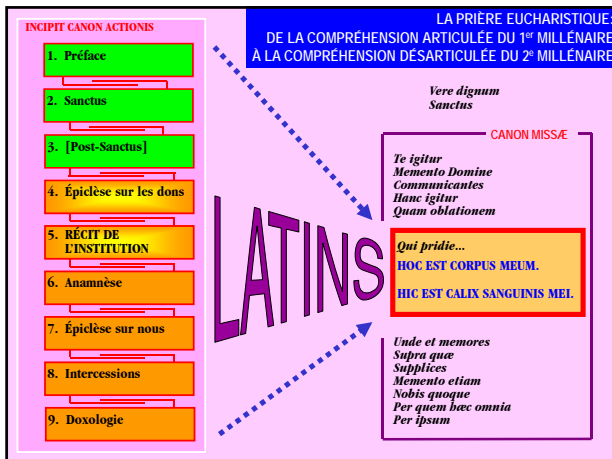 INCIPIT CANON ACTIONIS
1. Préface
2. Sanctus
3. [Post-Sanctus]
4. Épiclèse sur les dons
5. RÉCIT DE
L'INSTITUTION
6. Anamnèse
7. Épiclèse sur nous
8. Intercessions
9. Doxologie
LATINS
LA PRIÈRE EUCHARISTIQUE:
DE LA COMPRÉHENSION ARTICULÉE DU 1er MILLÉNAIRE
À LA COMPRÉHENSION DÉSARTICULÉE DU 2e MILLÉNAIRE
Vere dignum
Sanctus
CANON MISSÆ
Te igitur
Memento Domine
Communicantes
Hanc igitur
Quam oblationem
Qui pridie...
HOC EST CORPUS MEUM.
HIC EST CALIX SANGUINIS MEI.
Unde et memores
Supra quæ
Supplices
Memento etiam
Nobis quoque
Per quem hæc omnia
Per ipsum